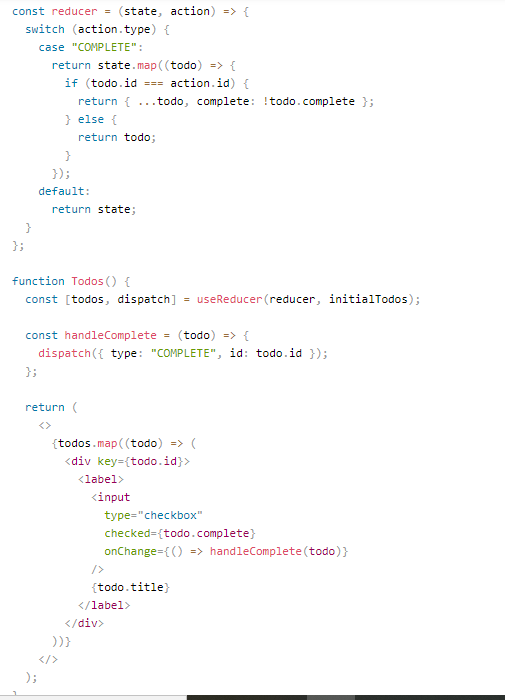 const reducer = (state, action) => {
  switch (action.type) {
    case "COMPLETE":
      return state.map((todo) => {
        if (todo.id === action.id) {
          return { ...todo, complete: !todo.complete };
        } else {
          return todo;
        }
      });
    default:
      return state;
  }
};

function Todos() {
  const [todos, dispatch] = useReducer(reducer, initialTodos);

  const handleComplete = (todo) => {
    dispatch({ type: "COMPLETE", id: todo.id });
  };

  return (
    <>
      {todos.map((todo) => (
        <div key={todo.id}>
          <label>
            <input
              type="checkbox"
              checked={todo.complete}
              onChange={() => handleComplete(todo)}
            />
            {todo.title}
          </label>
        </div>
      ))}
    </>
  );
}